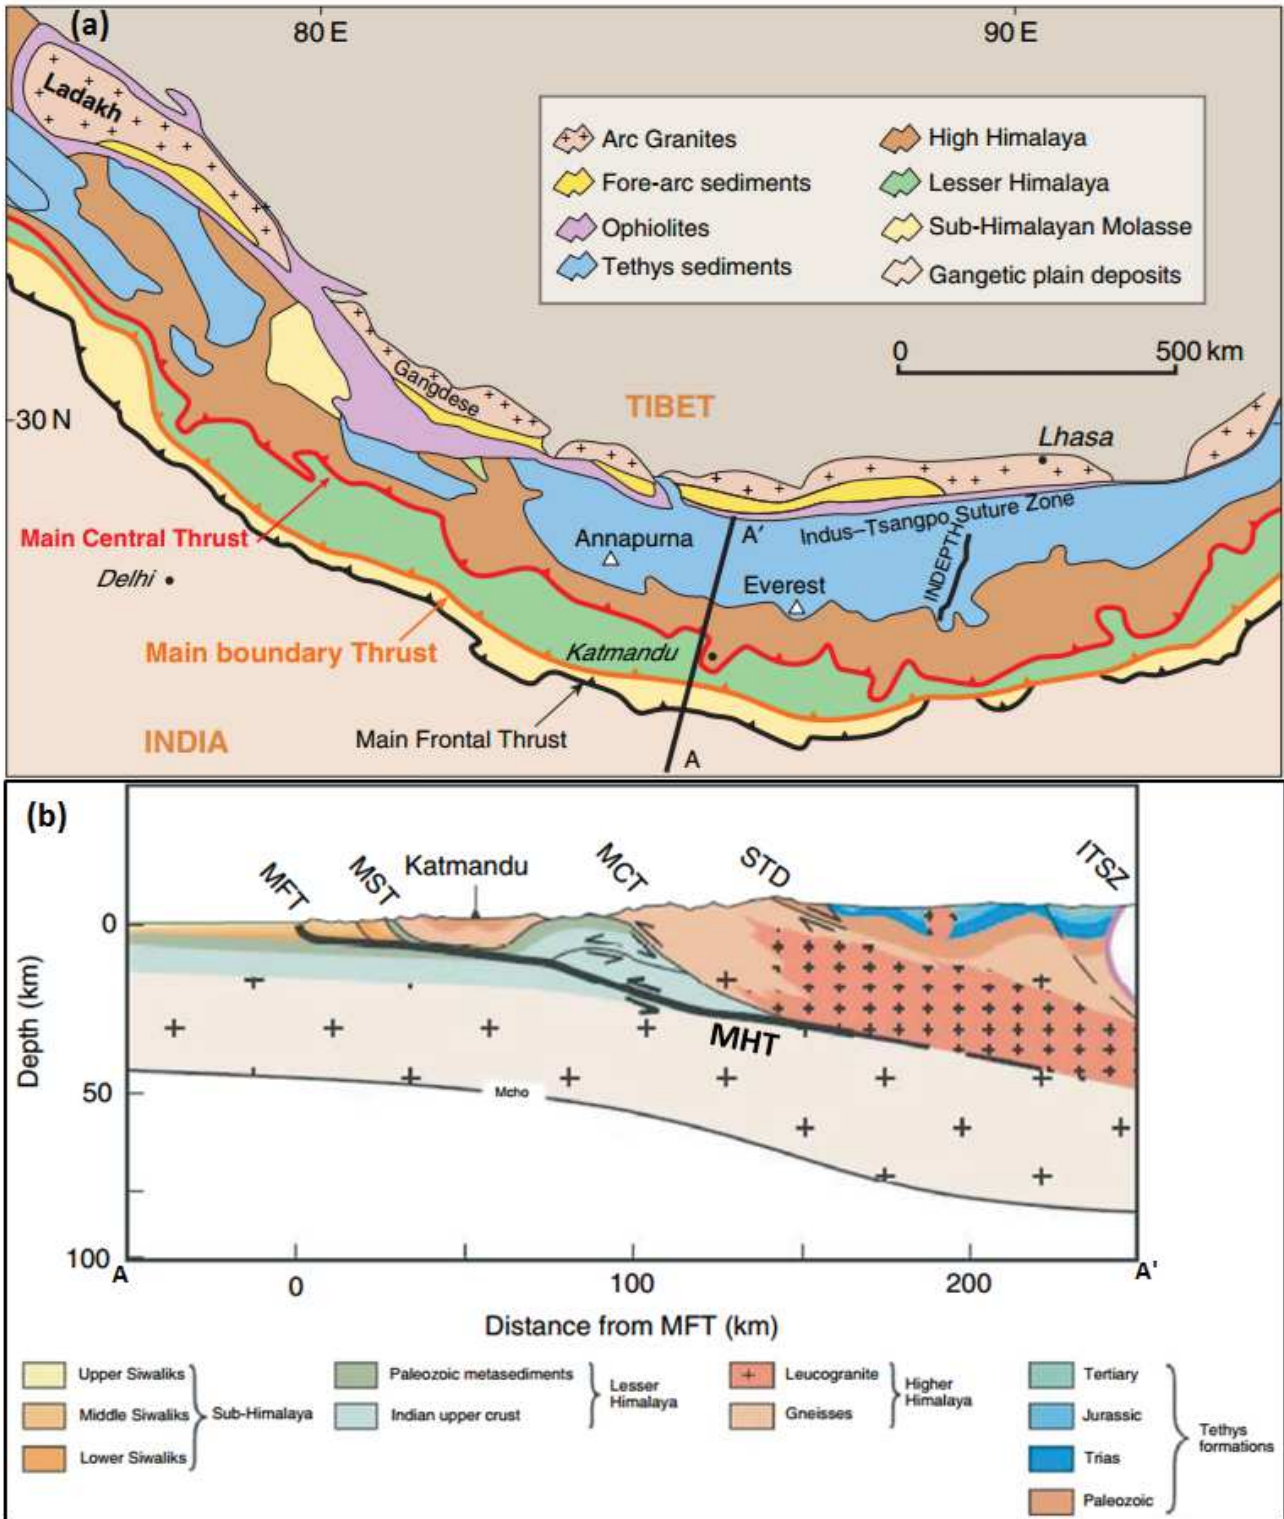 (a)
80 E
90 E
Ladakh
Arc Granites
Fore-arc sediments
Ophiolites
Tethys sediments
High Himalaya
Lesser Himalaya
Sub-Himalayan Molasse
Gangetic plain deposits
0
500 km
Gangdese
TIBET
30 N
Lhasa
Main Central Thrust
Delhi
Annapurna
A'
Indus–Tsangpo Suture Zone
INDEPTH
Everest
Main boundary Thrust
Katmandu
INDIA
Main Frontal Thrust
A
(b)
MFT
MST
Katmandu
MCT
STD
ITSZ
0
MHT
Depth (km)
50
Mcho
100
A
A'
0
100
200
Distance from MFT (km)
Upper Siwaliks
Middle Siwaliks
Lower Siwaliks
Sub-Himalaya
Paleozoic metasediments
Indian upper crust
Lesser
Himalaya
Leucogranite
Gneisses
Higher
Himalaya
Tertiary
Jurassic
Trias
Paleozoic
Tethys
formations